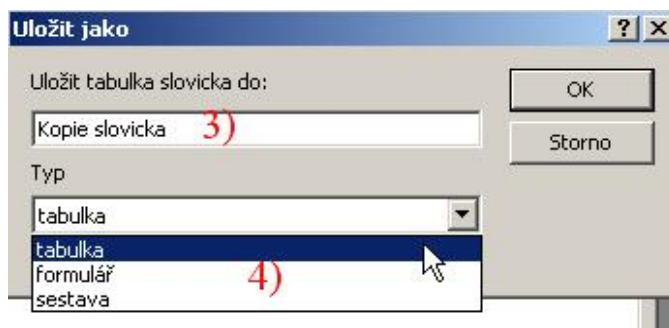 Uložit jako
Uložit tabulka slovicka do:
OK
Kopie slovicka 3)
Storno
Typ
tabulka
tabulka
formulář 4)
sestava